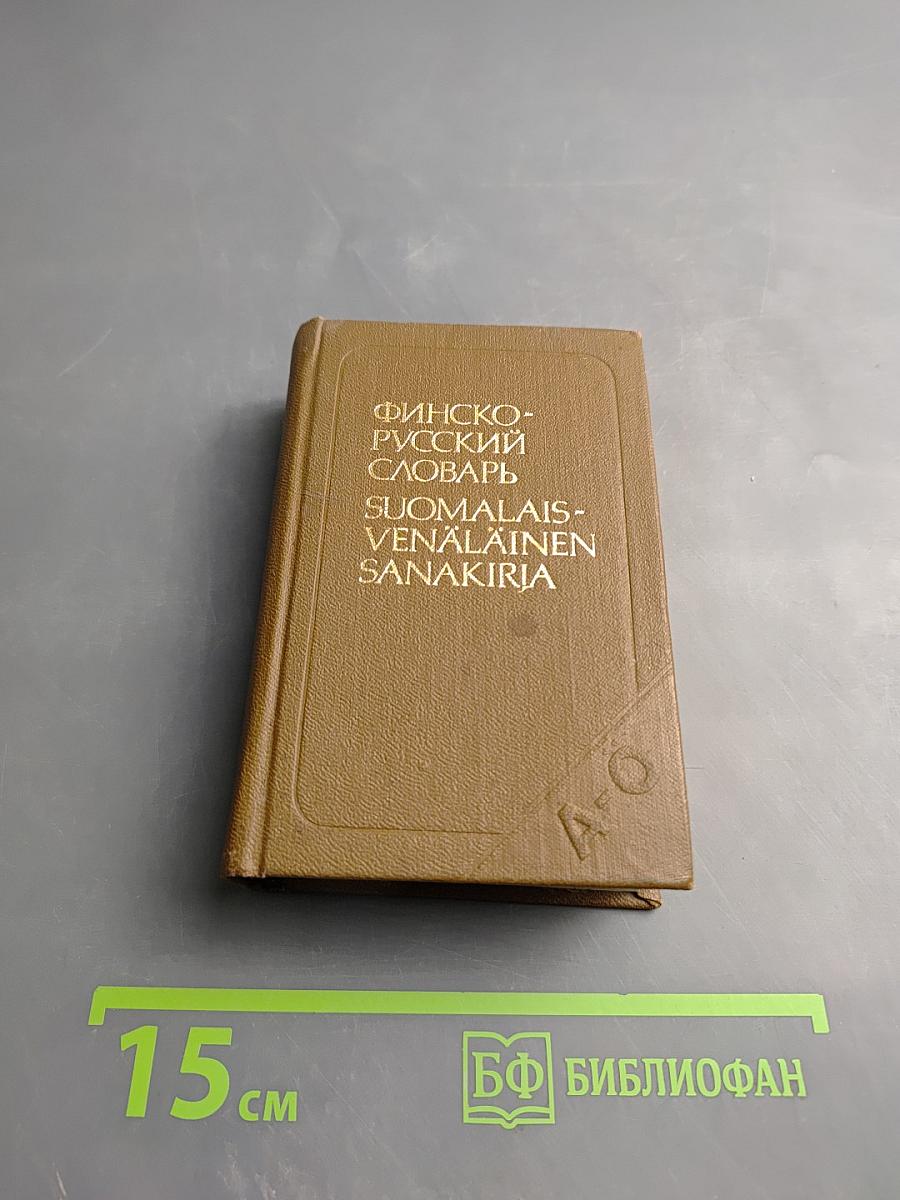 ФИНСКО-
РУССКИЙ
СЛОВАРЬ
SUOMALAIS-
VENÄLÄINEN
SANAKIRJA
A-Ö
15 см
БФ БИБЛИОФАН